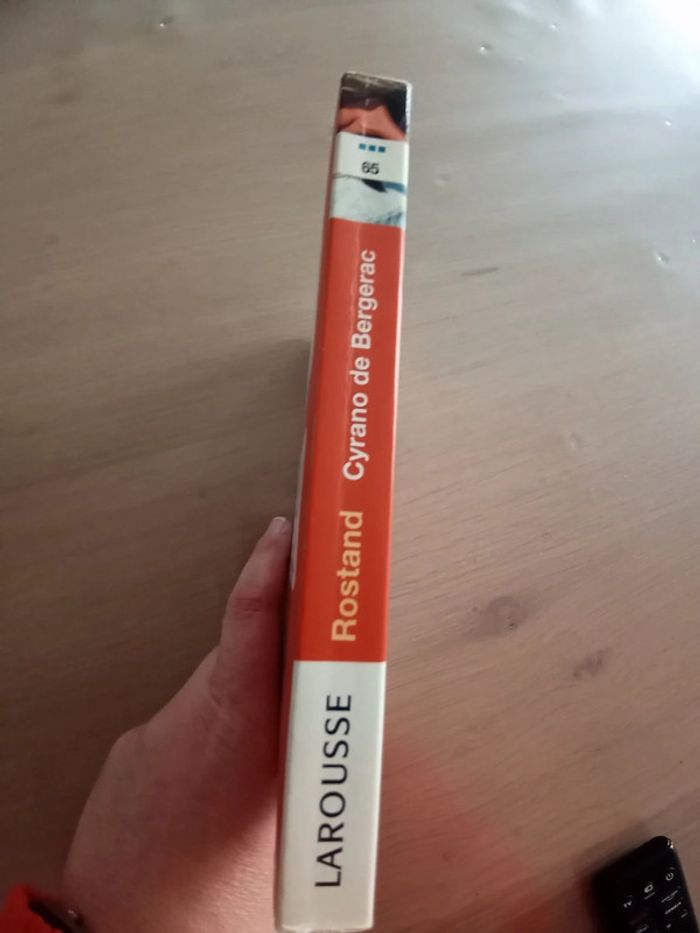 65
Rostand Cyrano de Bergerac
LAROUSSE